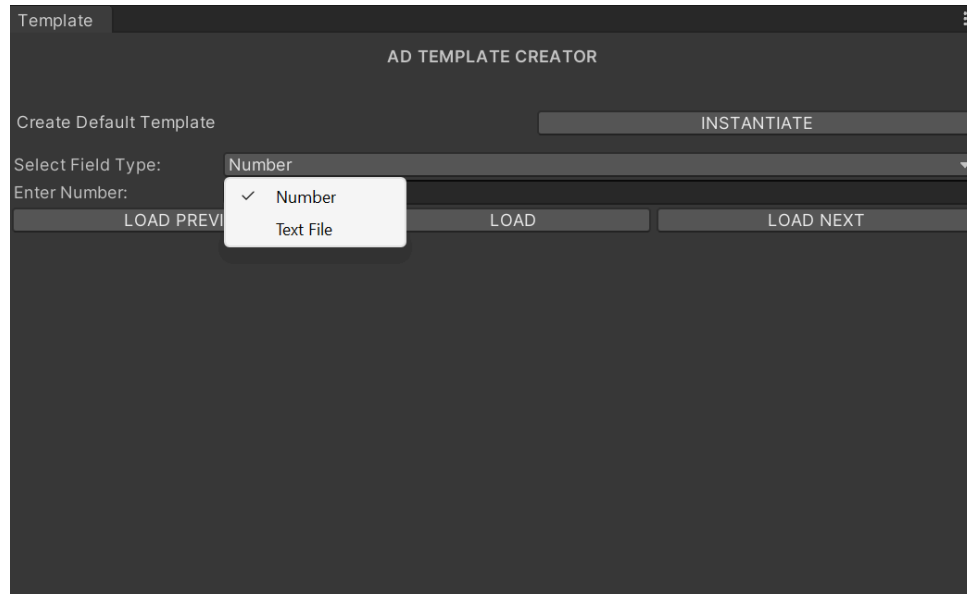 Template
AD TEMPLATE CREATOR
Create Default Template INSTANTIATE
Select Field Type: Number
Enter Number:
Number
LOAD PREVI LOAD LOAD NEXT
Text File